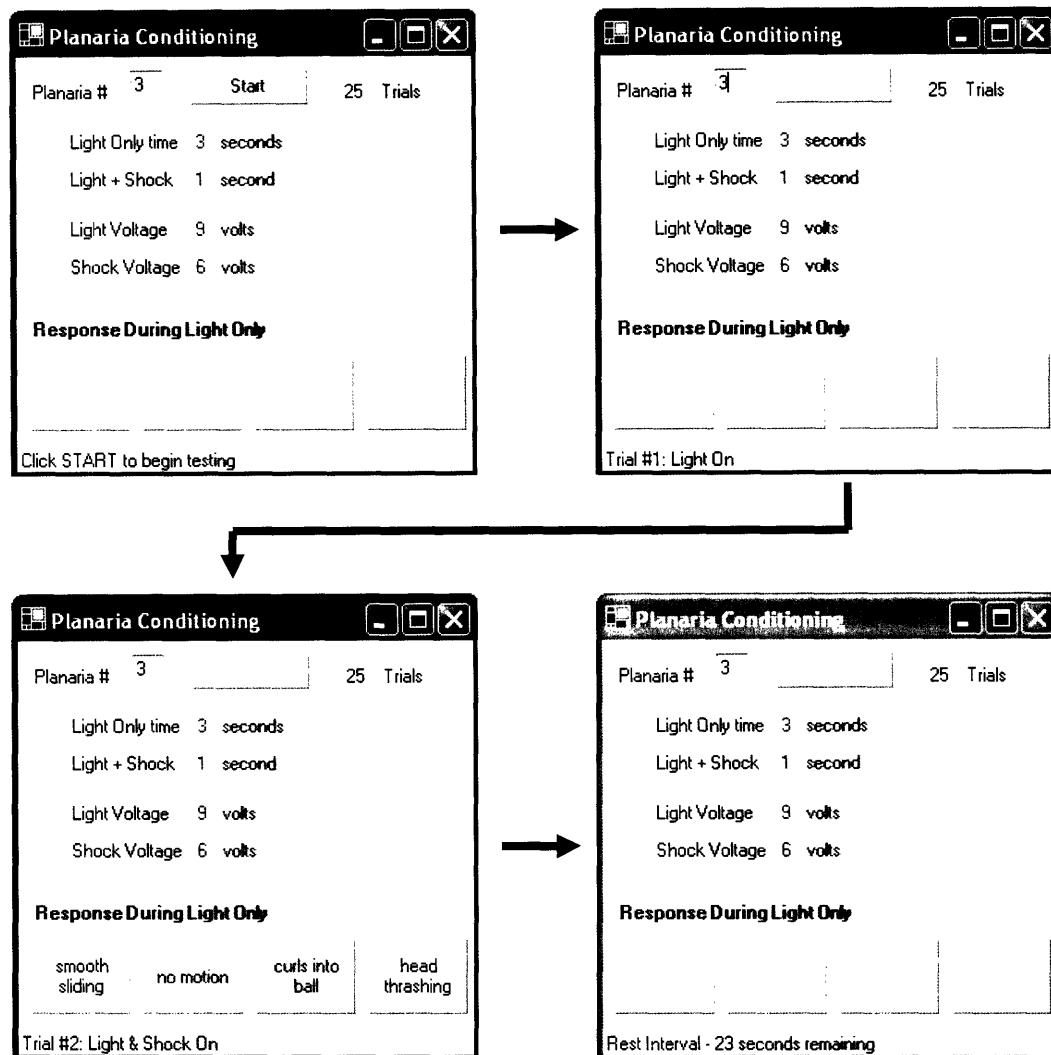 Planaria Conditioning
Planaria # 3 Start 25 Trials
Light Only time 3 seconds
Light + Shock 1 second
Light Voltage 9 volts
Shock Voltage 6 volts
Response During Light Only
Click START to begin testing
Planaria Conditioning
Planaria # 3 25 Trials
Light Only time 3 seconds
Light + Shock 1 second
Light Voltage 9 volts
Shock Voltage 6 volts
Response During Light Only
Trial #1: Light On
Planaria Conditioning
Planaria # 3 25 Trials
Light Only time 3 seconds
Light + Shock 1 second
Light Voltage 9 volts
Shock Voltage 6 volts
Response During Light Only
smooth sliding no motion curls into ball head thrashing
Trial #2: Light & Shock On
Planaria Conditioning
Planaria # 3 25 Trials
Light Only time 3 seconds
Light + Shock 1 second
Light Voltage 9 volts
Shock Voltage 6 volts
Response During Light Only
Rest Interval - 23 seconds remaining